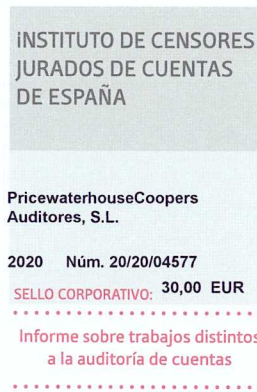 iNSTITUTO DE CENSORES
JURADOS DE CUENTAS
DE ESPAÑA
PricewaterhouseCoopers
Auditores, S.L.
2020 Núm. 20/20/04577
SELLO CORPORATIVO: 30,00 EUR
Informe sobre trabajos distintos
a la auditoría de cuentas